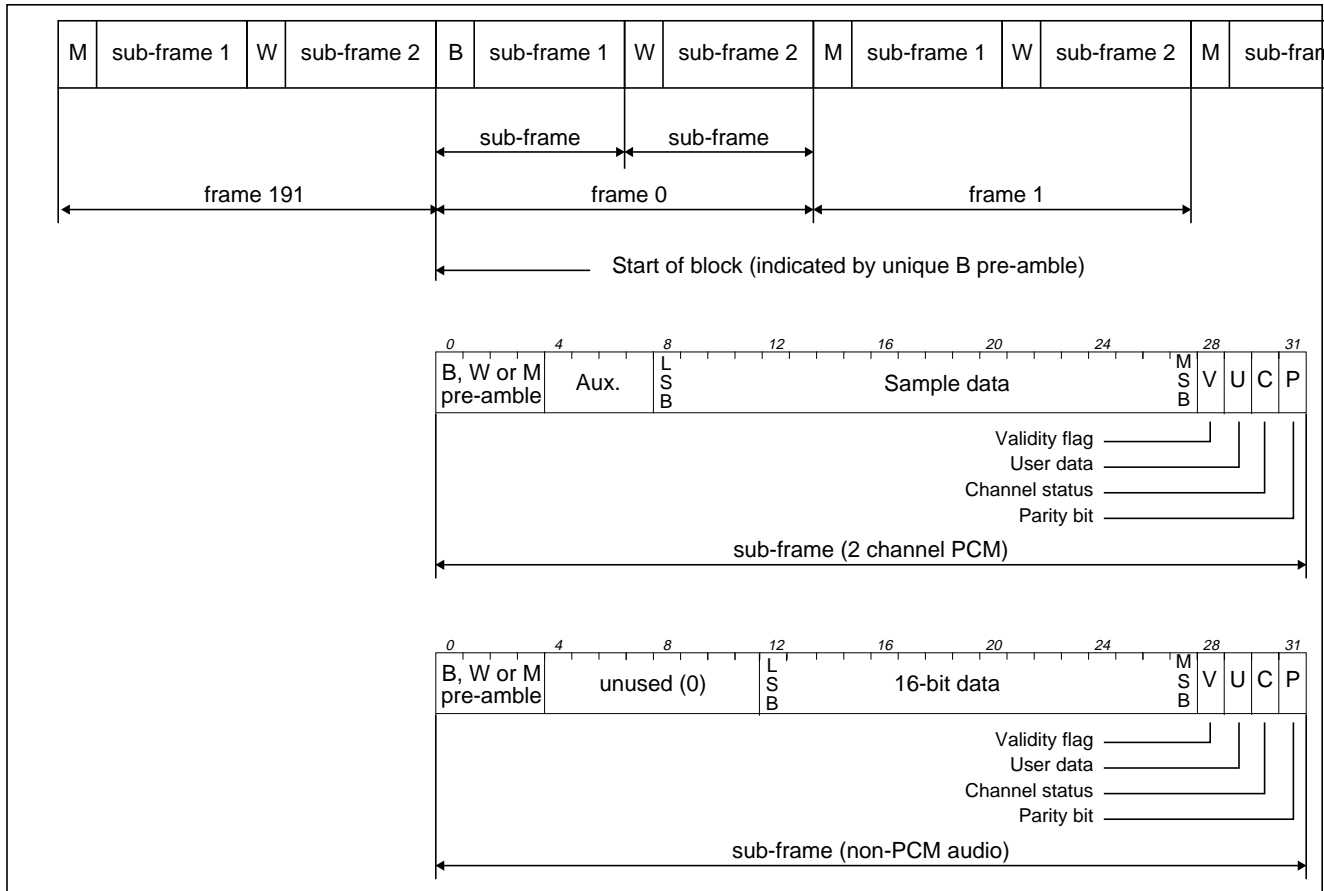 M sub-frame 1 W sub-frame 2 B sub-frame 1 W sub-frame 2 M sub-frame 1 W sub-frame 2 M sub-fram
sub-frame sub-frame
frame 191 frame 0 frame 1
Start of block (indicated by unique B pre-amble)
0 4 8 12 16 20 24 28 31
B, W or M
pre-amble
Aux.
LSB
Sample data
MSB
V U C P
Validity flag
User data
Channel status
Parity bit
sub-frame (2 channel PCM)
0 4 8 12 16 20 24 28 31
B, W or M
pre-amble
unused (0)
LSB
16-bit data
MSB
V U C P
Validity flag
User data
Channel status
Parity bit
sub-frame (non-PCM audio)